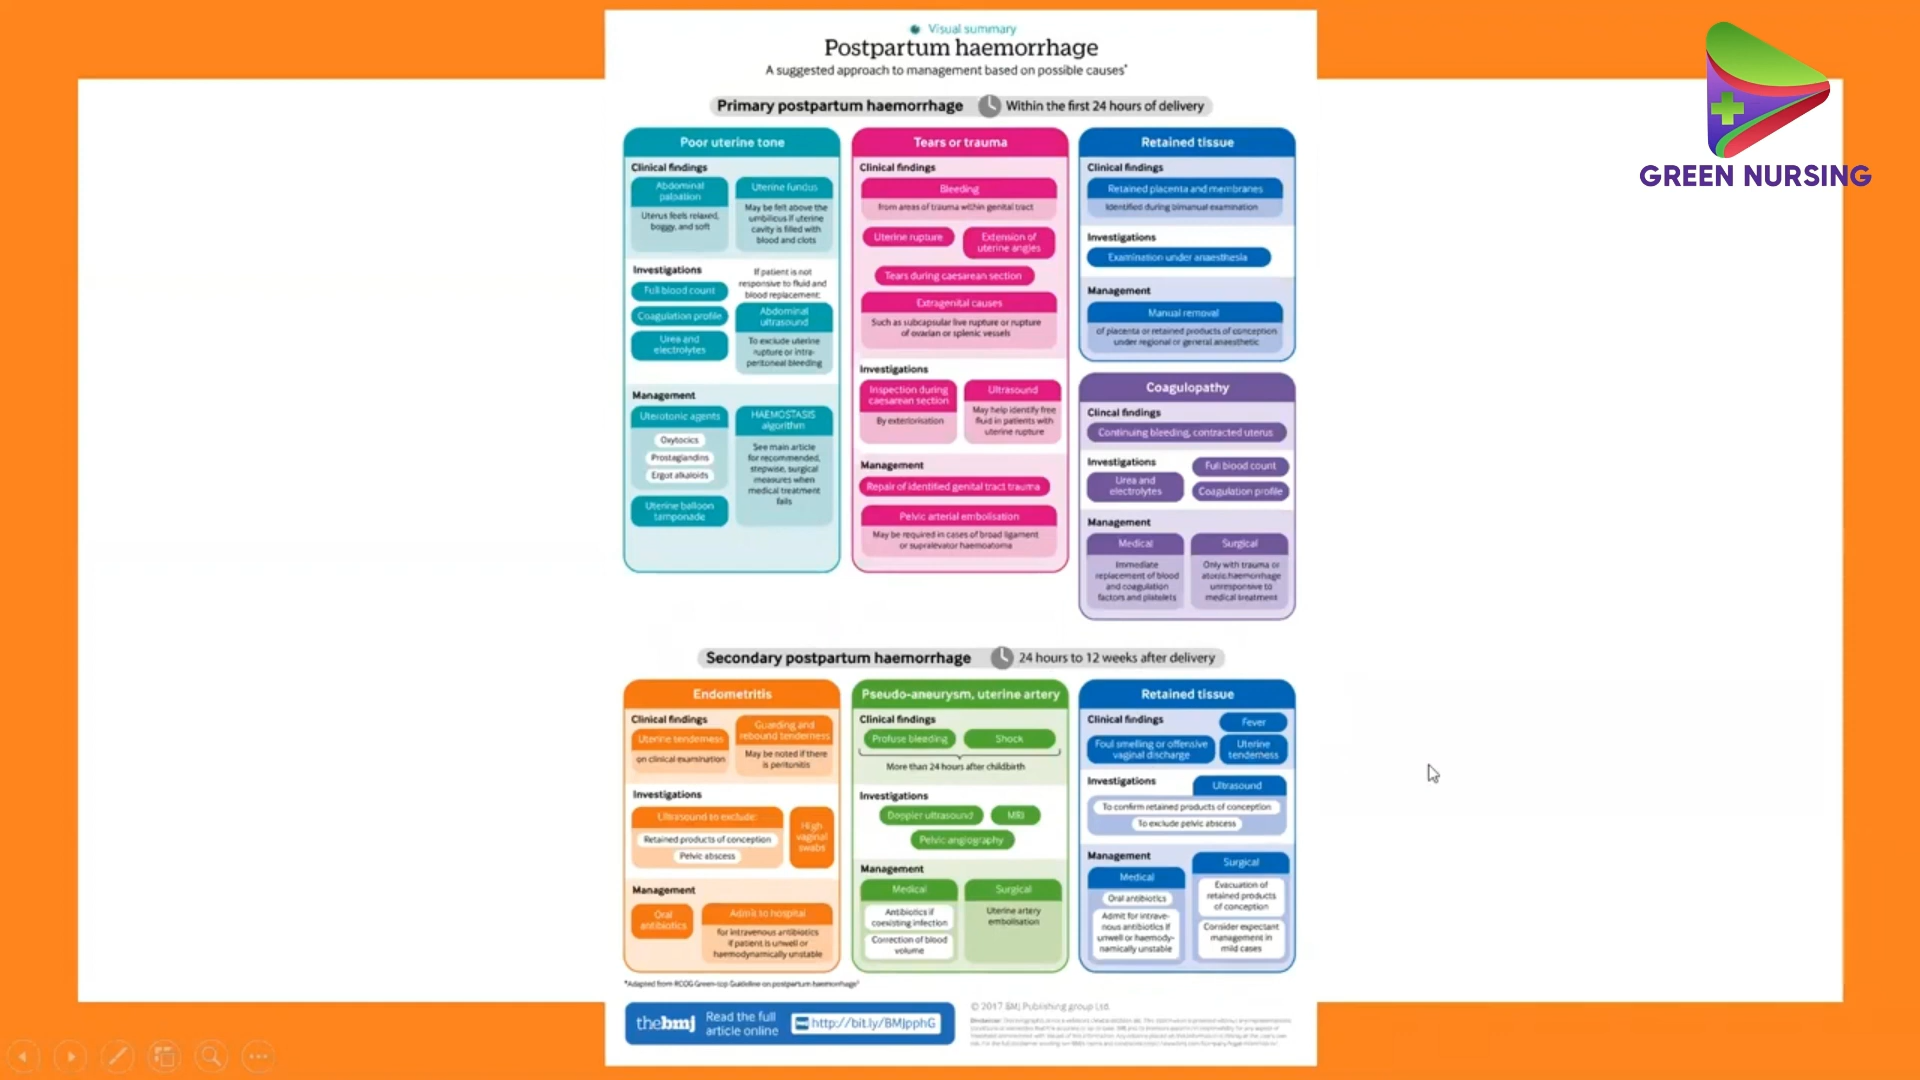 Visual summary
Postpartum haemorrhage
A suggested approach to management based on possible causes*
GREEN NURSING
Primary postpartum haemorrhage
Within the first 24 hours of delivery
Poor uterine tone
Clinical findings
Abdominal
palpation
Uterus feels relaxed,
boggy, and soft
Uterine fundus
May be felt above the
umbilicus if uterine
cavity is filled with
blood and clots
Investigations
Full blood count
Coagulation profile
Urea and
electrolytes
If patient is not
responsive to fluid and
blood replacement:
Abdominal
ultrasound
To exclude uterine
rupture or intra-
peritoneal bleeding
Management
Uterotonic agents
Oxytocics
Prostaglandins
Ergot alkaloids
Uterine balloon
tamponade
HAEMOSTASIS
algorithm
See main article
for recommended,
stepwise, surgical
measures when
medical treatment
fails
Tears or trauma
Clinical findings
Bleeding
from areas of trauma within genital tract
Uterine rupture
Extension of
uterine angles
Tears during caesarean section
Extragenital causes
Such as subcapsular live rupture or rupture
of ovarian or splenic vessels
Investigations
Inspection during
caesarean section
By exteriorisation
Ultrasound
May help identify free
fluid in patients with
uterine rupture
Management
Repair of identified genital tract trauma
Pelvic arterial embolisation
May be required in cases of broad ligament
or supralevator haemoatoma
Retained tissue
Clinical findings
Retained placenta and membranes
Identified during bimanual examination
Investigations
Examination under anaesthesia
Management
Manual removal
of placenta or retained products of conception
under regional or general anaesthetic
Coagulopathy
Clincal findings
Continuing bleeding, contracted uterus
Investigations
Urea and
electrolytes
Full blood count
Coagulation profile
Management
Medical
Immediate
replacement of blood
and coagulation
factors and platelets
Surgical
Only with trauma or
atonic haemorrhage
unresponsive to
medical treatment
Secondary postpartum haemorrhage
24 hours to 12 weeks after delivery
Endometritis
Clinical findings
Uterine tenderness
on clinical examination
Guarding and
rebound tenderness
May be noted if there
is peritonitis
Investigations
Ultrasound to exclude:
Retained products of conception
Pelvic abscess
High
vaginal
swabs
Management
Oral
antibiotics
Admit to hospital
for intravenous antibiotics
if patient is unwell or
haemodynamically unstable
Pseudo-aneurysm, uterine artery
Clinical findings
Profuse bleeding
Shock
More than 24 hours after childbirth
Investigations
Doppler ultrasound
MRI
Pelvic angiography
Management
Medical
Antibiotics if
coexisting infection
Correction of blood
volume
Surgical
Uterine artery
embolisation
Retained tissue
Clinical findings
Fever
Foul smelling or offensive
vaginal discharge
Uterine
tenderness
Investigations
Ultrasound
To confirm retained products of conception
To exclude pelvic abscess
Management
Medical
Oral antibiotics
Admit for intrave-
nous antibiotics if
unwell or haemody-
namically unstable
Surgical
Evacuation of
retained products
of conception
Consider expectant
management in
mild cases
*Adapted from RCOG Green-top Guideline on postpartum haemorrhage
thebmj
Read the full
article online
http://bit.ly/BMJpphG
© 2017 BMJ Publishing group Ltd.